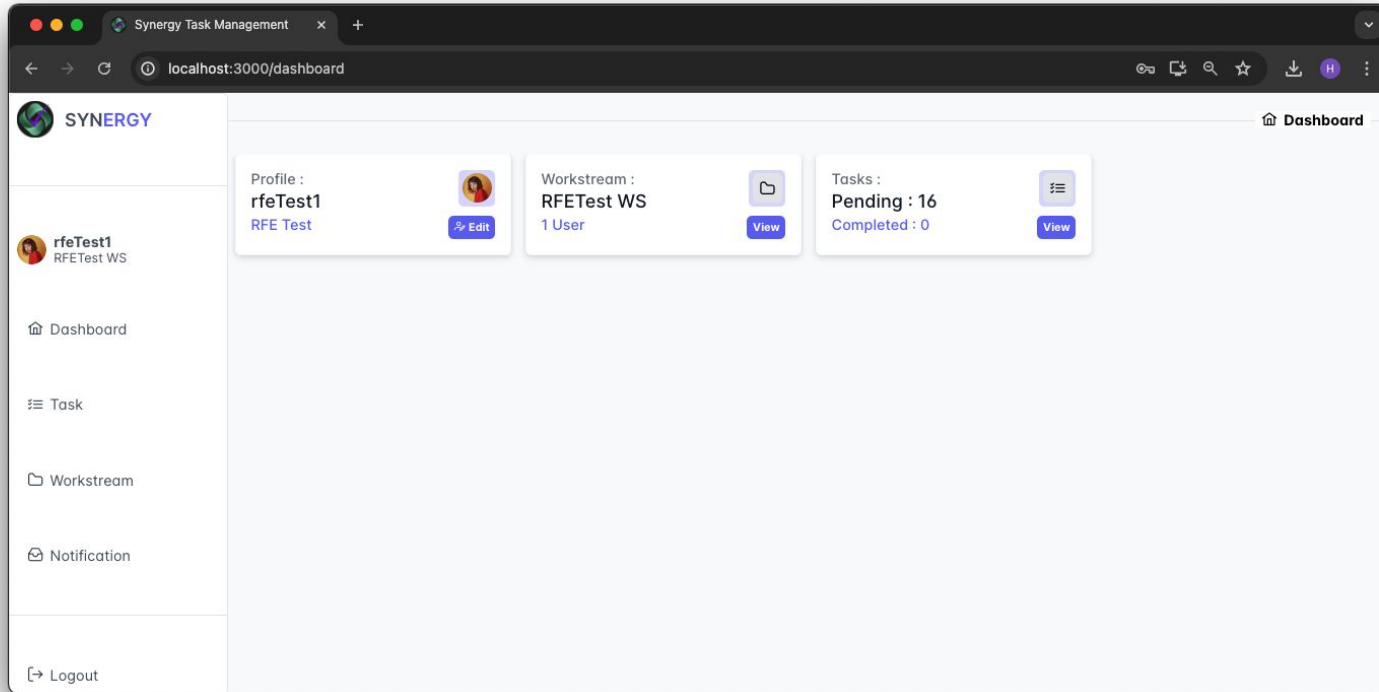 Synergy Task Management
localhost:3000/dashboard
H
SYNERGY
Dashboard
rfeTest1
RFETest WS
Dashboard
Task
Workstream
Notification
Logout
Profile :
rfeTest1
RFE Test
Edit
Workstream :
RFETest WS
1 User
View
Tasks :
Pending : 16
Completed : 0
View